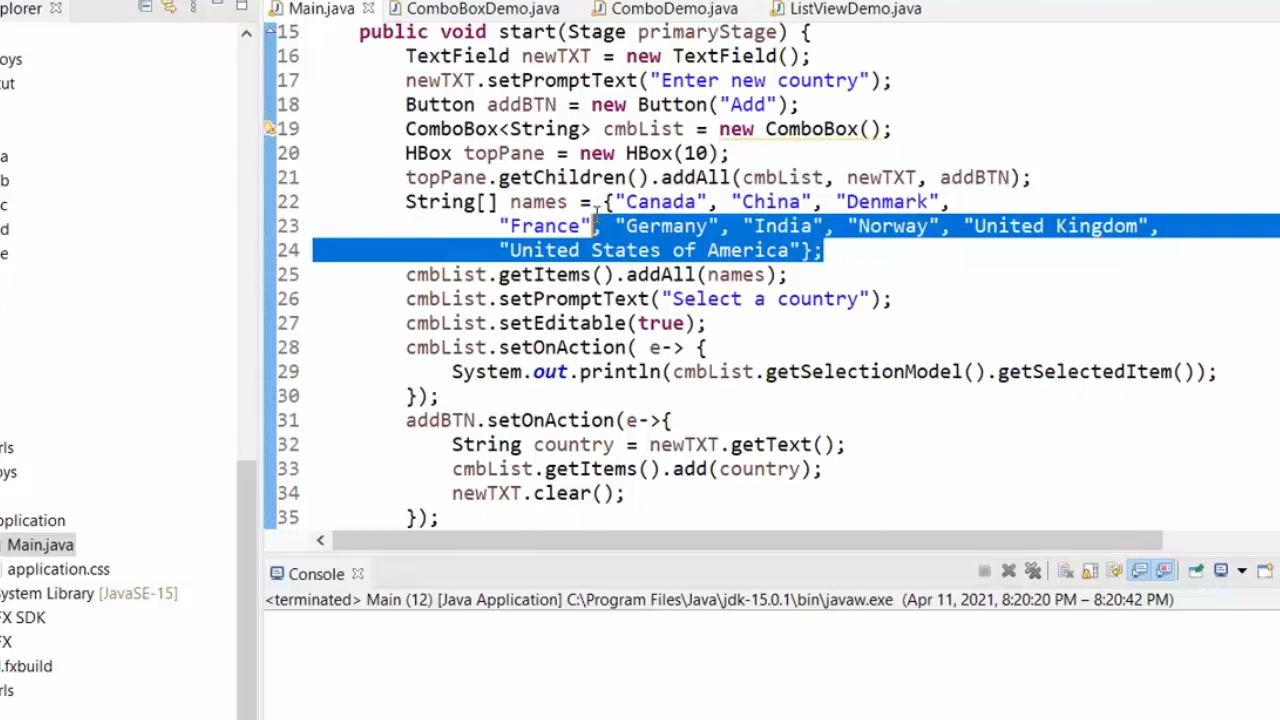 plorer
Main.java
ComboBoxDemo.java
ComboDemo.java
ListViewDemo.java
oys
ut
a
b
c
d
e
rls
oys
pplication
Main.java
application.css
ystem Library [JavaSE-15]
FX SDK
FX
d.fxbuild
rls
15 public void start(Stage primaryStage) {
16 TextField newTXT = new TextField();
17 newTXT.setPromptText("Enter new country");
18 Button addBTN = new Button("Add");
19 ComboBox<String> cmbList = new ComboBox();
20 HBox topPane = new HBox(10);
21 topPane.getChildren().addAll(cmbList, newTXT, addBTN);
22 String[] names = {"Canada", "China", "Denmark",
23 "France", "Germany", "India", "Norway", "United Kingdom",
24 "United States of America"};
25 cmbList.getItems().addAll(names);
26 cmbList.setPromptText("Select a country");
27 cmbList.setEditable(true);
28 cmbList.setOnAction( e-> {
29 System.out.println(cmbList.getSelectionModel().getSelectedItem());
30 });
31 addBTN.setOnAction(e->{
32 String country = newTXT.getText();
33 cmbList.getItems().add(country);
34 newTXT.clear();
35 });
Console
<terminated> Main (12) [Java Application] C:\Program Files\Java\jdk-15.0.1\bin\javaw.exe (Apr 11, 2021, 8:20:20 PM – 8:20:42 PM)